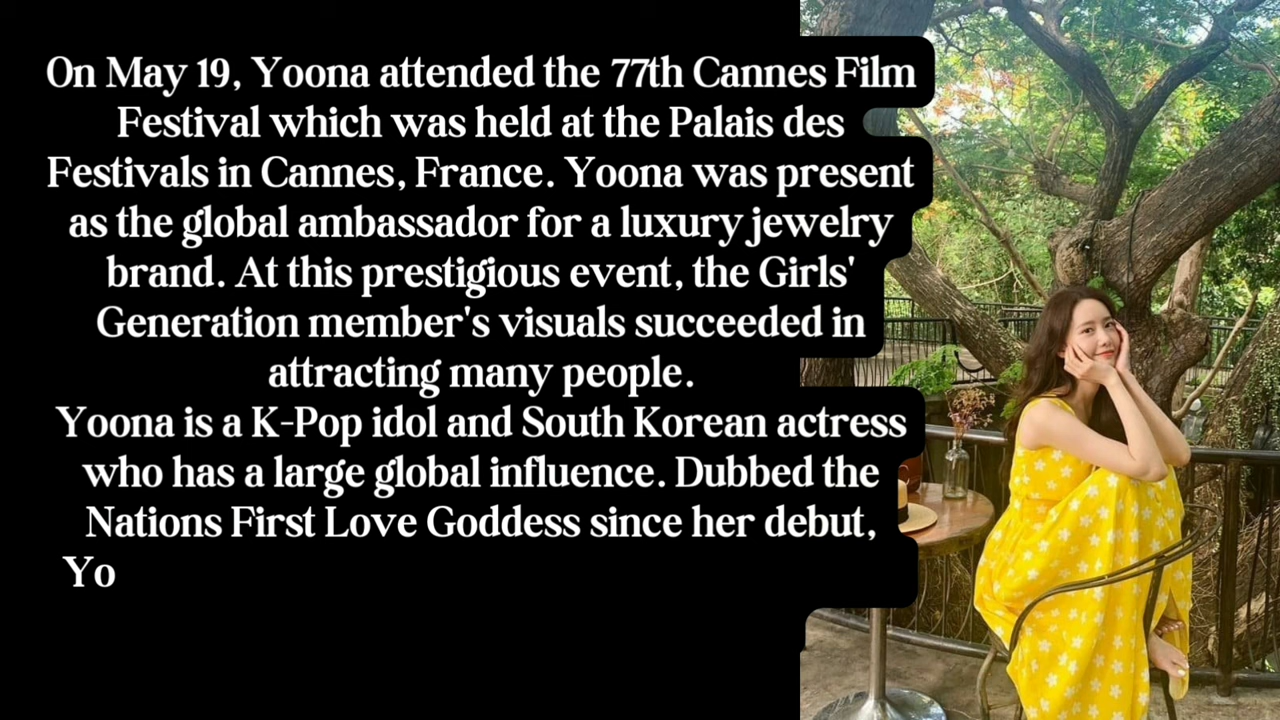 On May 19, Yoona attended the 77th Cannes Film
Festival which was held at the Palais des
Festivals in Cannes, France. Yoona was present
as the global ambassador for a luxury jewelry
brand. At this prestigious event, the Girls'
Generation member's visuals succeeded in
attracting many people.
Yoona is a K-Pop idol and South Korean actress
who has a large global influence. Dubbed the
Nations First Love Goddess since her debut,
Yo